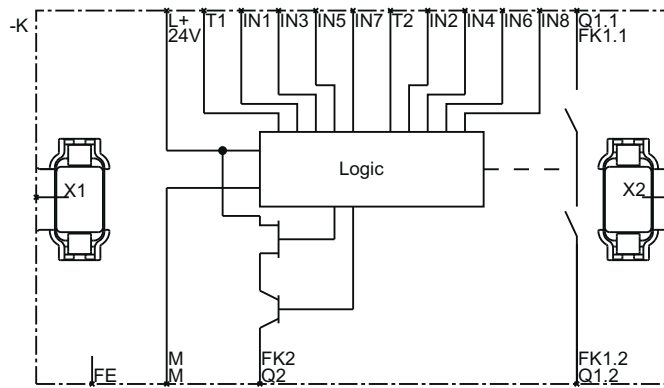 -K
L+ T1 IN1 IN3 IN5 IN7 T2 IN2 IN4 IN6 IN8 Q1.1
24V FK1.1
Logic
X1 X2
M FK2 FK1.2
FE M Q2 Q1.2